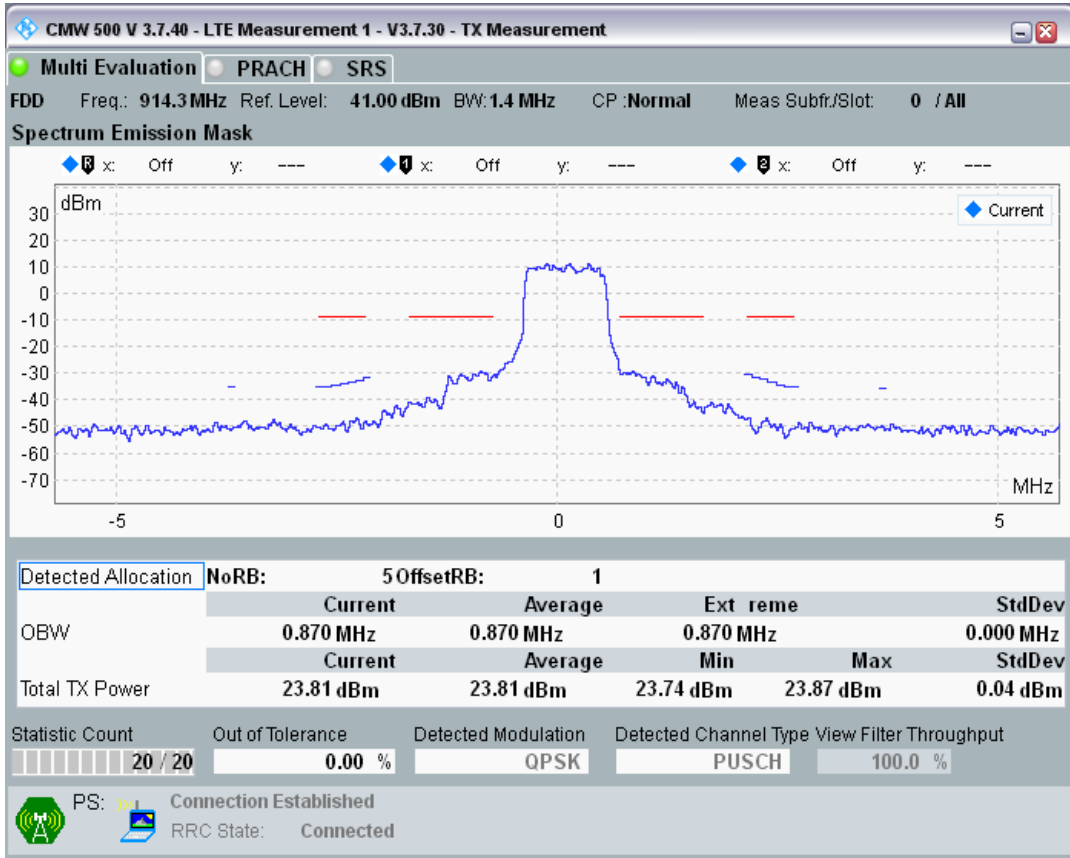 CMW 500 V 3.7.40 - LTE Measurement 1 - V3.7.30 - TX Measurement
Multi Evaluation PRACH SRS
FDD Freq.: 914.3 MHz Ref. Level: 41.00 dBm BW: 1.4 MHz CP :Normal Meas Subfr./Slot: 0 / All
Spectrum Emission Mask
R x: Off y: --- 1 x: Off y: --- 2 x: Off y: ---
dBm
Current
30
20
10
0
-10
-20
-30
-40
-50
-60
-70
MHz
-5 0 5
Detected Allocation NoRB: 5 OffsetRB: 1
Current Average Ext reme StdDev
OBW 0.870 MHz 0.870 MHz 0.870 MHz 0.000 MHz
Current Average Min Max StdDev
Total TX Power 23.81 dBm 23.81 dBm 23.74 dBm 23.87 dBm 0.04 dBm
Statistic Count Out of Tolerance Detected Modulation Detected Channel Type View Filter Throughput
20 / 20 0.00 % QPSK PUSCH 100.0 %
PS: Connection Established
RRC State: Connected